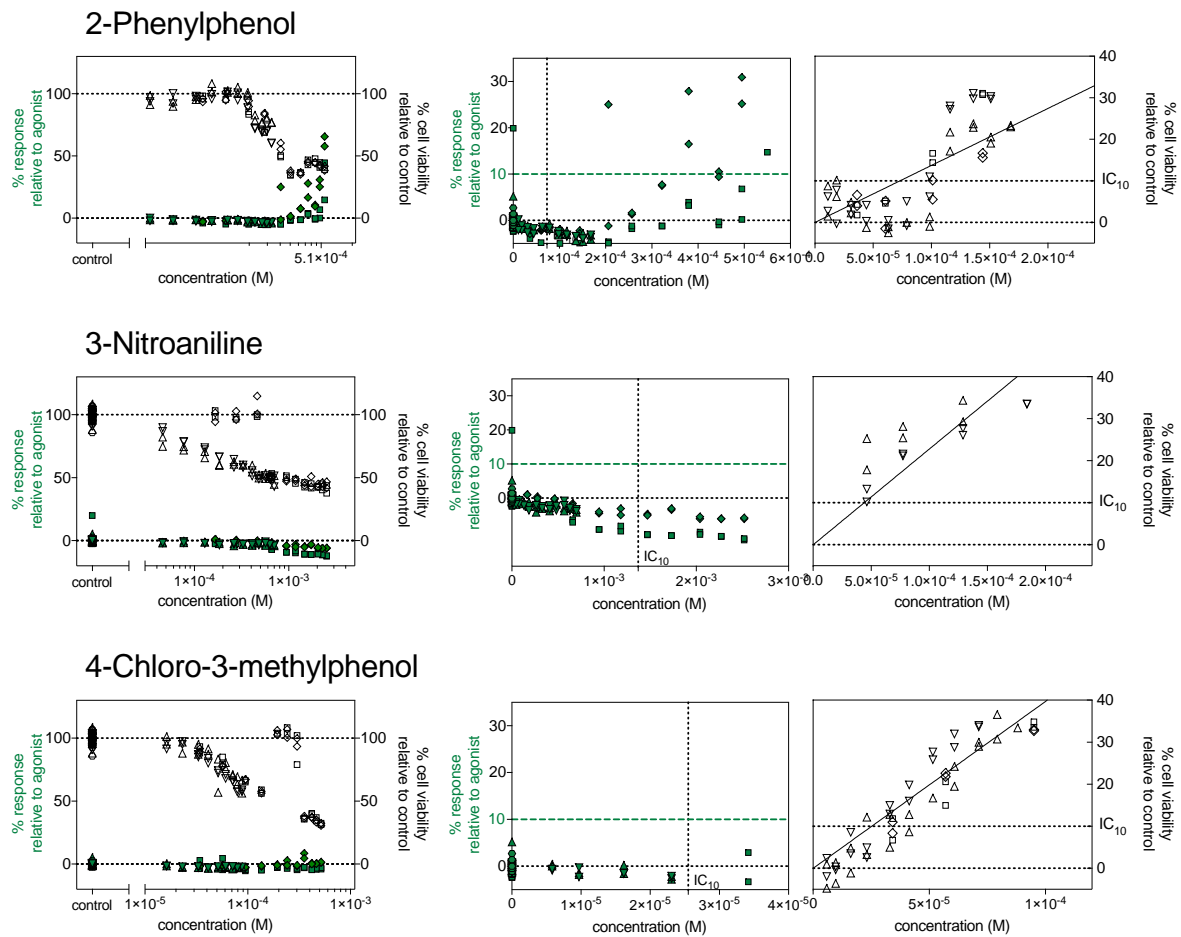 2-Phenylphenol
% response
relative to agonist
100
50
0
control
5.1×10-4
concentration (M)
100
50
0
% cell viability
relative to control
% response
relative to agonist
30
20
10
0
0
1×10-4
2×10-4
3×10-4
4×10-4
5×10-4
6×10-4
concentration (M)
40
30
20
10
0
IC10
% cell viability
relative to control
0.0
5.0×10-5
1.0×10-4
1.5×10-4
2.0×10-4
concentration (M)
3-Nitroaniline
% response
relative to agonist
100
50
0
control
1×10-4
1×10-3
concentration (M)
100
50
0
% cell viability
relative to control
% response
relative to agonist
30
20
10
0
IC10
0
1×10-3
2×10-3
concentration (M)
40
30
20
10
0
IC10
% cell viability
relative to control
5.0×10-5
1.0×10-4
1.5×10-4
2.0×10-4
concentration (M)
4-Chloro-3-methylphenol
% response
relative to agonist
100
50
0
control
1×10-5
1×10-4
1×10-3
concentration (M)
100
50
0
% cell viability
relative to control
% response
relative to agonist
30
20
10
0
IC10
0
1×10-5
2×10-5
3×10-5
4×10-5
concentration (M)
40
30
20
10
0
IC10
% cell viability
relative to control
0
5×10-5
1×10-4
concentration (M)